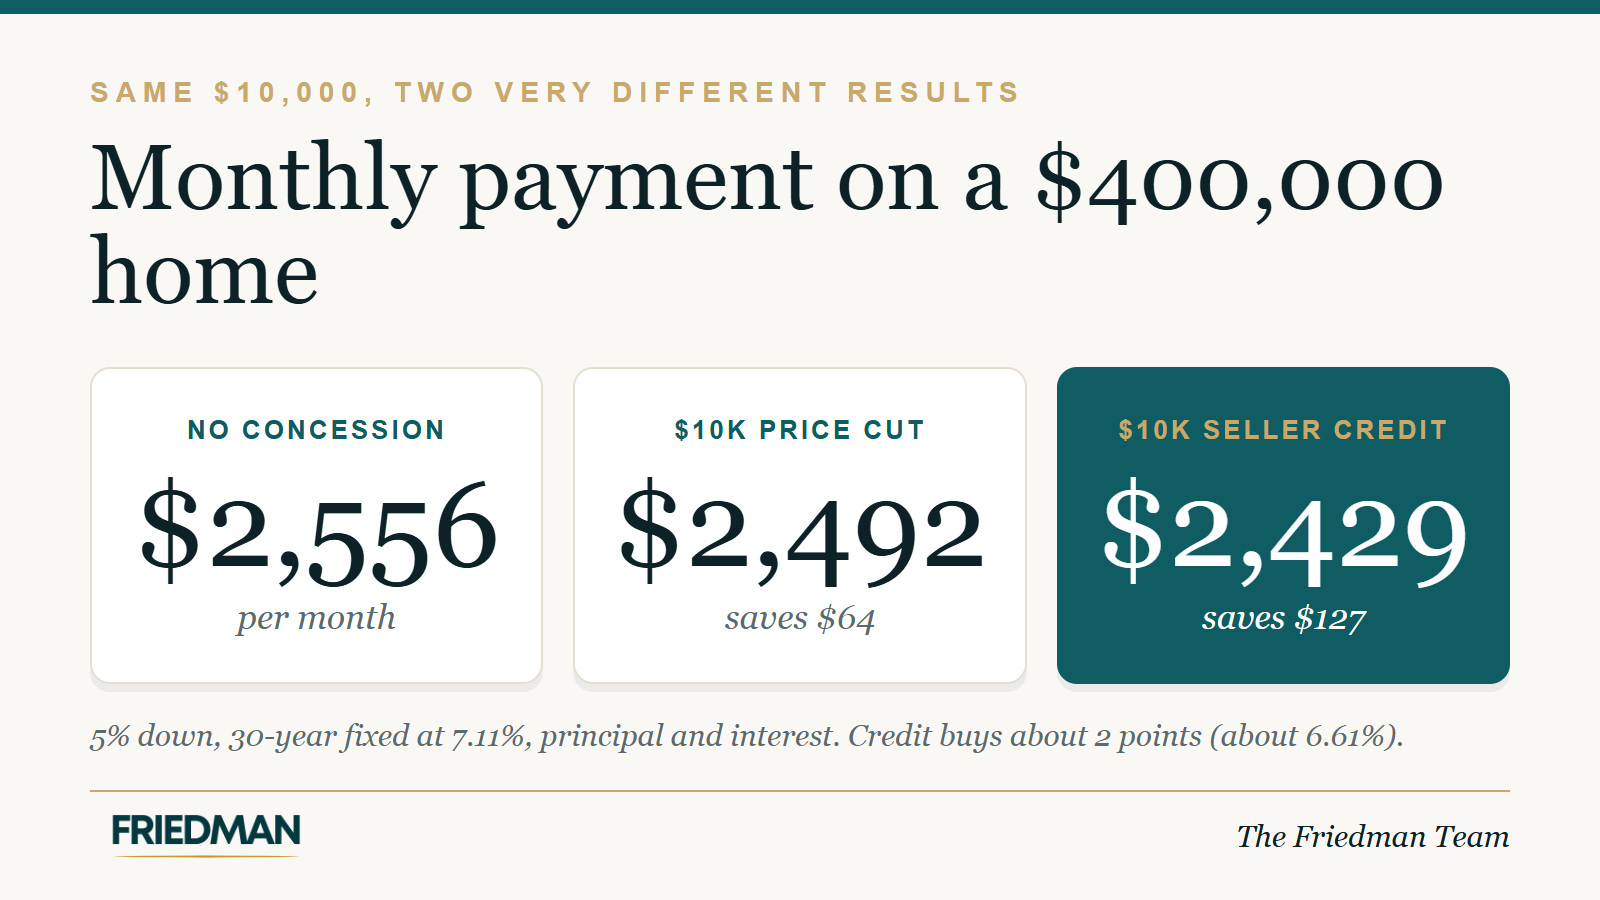 SAME $10,000, TWO VERY DIFFERENT RESULTS
Monthly payment on a $400,000
home
NO CONCESSION
$2,556
per month
$10K PRICE CUT
$2,492
saves $64
$10K SELLER CREDIT
$2,429
saves $127
5% down, 30-year fixed at 7.11%, principal and interest. Credit buys about 2 points (about 6.61%).
FRIEDMAN
The Friedman Team